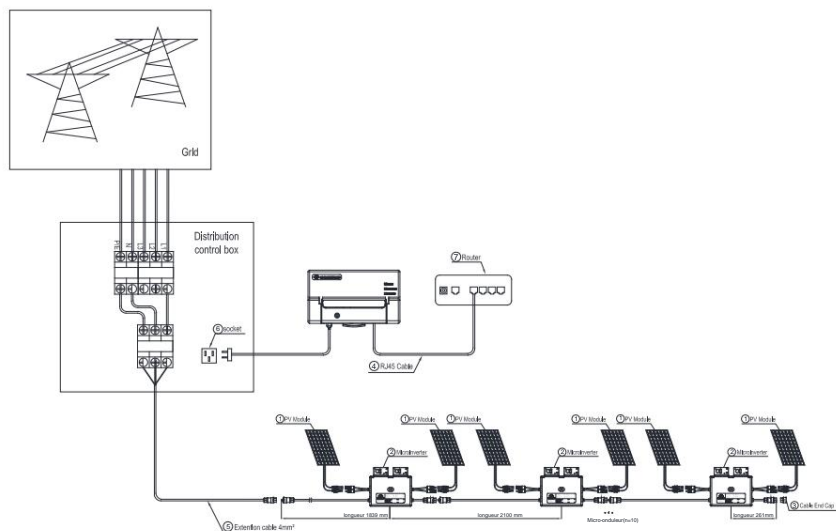 Grid
Distribution
control box
PE
N
L3
L2
L1
⑥socket
⑦Router
④RJ45 Cable
①PV Module
①PV Module
①PV Module
①PV Module
①PV Module
①PV Module
②Microinverter
②Microinverter
②Microinverter
③Cable End Cap
longueur 1839 mm
longueur 2100 mm
longueur 261mm
Micro-onduleur(n=10)
⑤Extention cable 4mm²